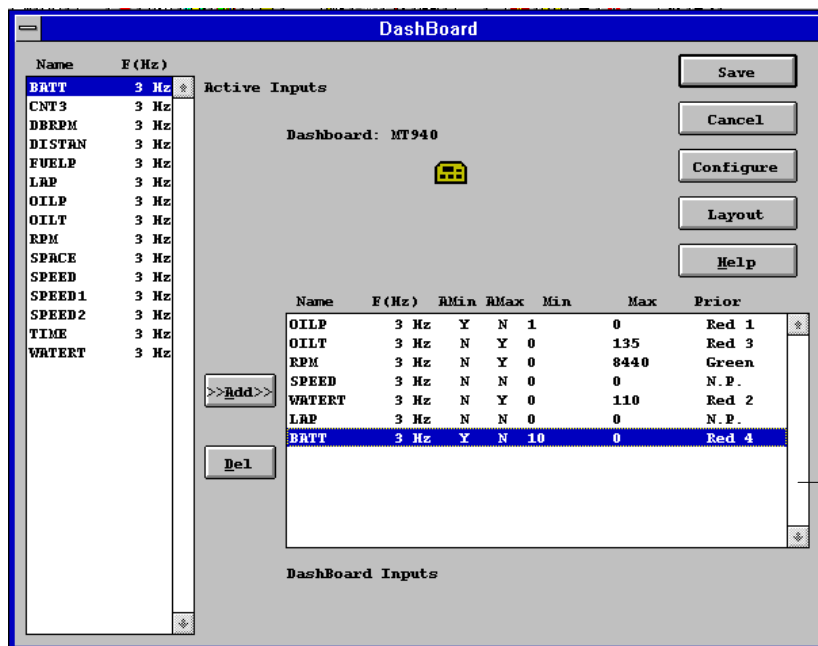 DashBoard
Name F(Hz)
BATT 3 Hz
CNT3 3 Hz
DBRPM 3 Hz
DISTAN 3 Hz
FUELP 3 Hz
LAP 3 Hz
OILP 3 Hz
OILT 3 Hz
RPM 3 Hz
SPACE 3 Hz
SPEED 3 Hz
SPEED1 3 Hz
SPEED2 3 Hz
TIME 3 Hz
WATERT 3 Hz
Active Inputs
Dashboard: MT940
Save
Cancel
Configure
Layout
Help
>>Add>>
Del
Name F(Hz) AMin AMax Min Max Prior
OILP 3 Hz Y N 1 0 Red 1
OILT 3 Hz N Y 0 135 Red 3
RPM 3 Hz N Y 0 8440 Green
SPEED 3 Hz N N 0 0 N.P.
WATERT 3 Hz N Y 0 110 Red 2
LAP 3 Hz N N 0 0 N.P.
BATT 3 Hz Y N 10 0 Red 4
DashBoard Inputs